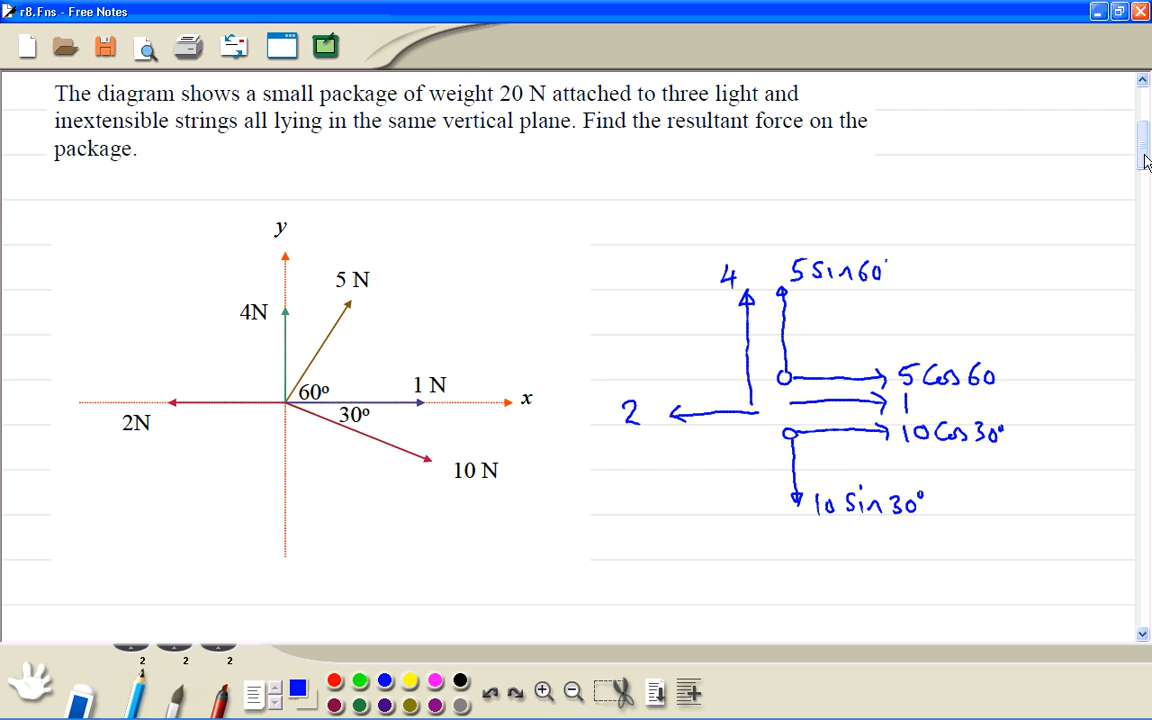 r8.Fns - Free Notes
The diagram shows a small package of weight 20 N attached to three light and
inextensible strings all lying in the same vertical plane. Find the resultant force on the
package.
y
5 N
4N
60º
1 N
x
30º
2N
10 N
4
5 Sin 60°
5 Cos 60
2
1
10 Cos 30°
10 Sin 30°
2 2 2